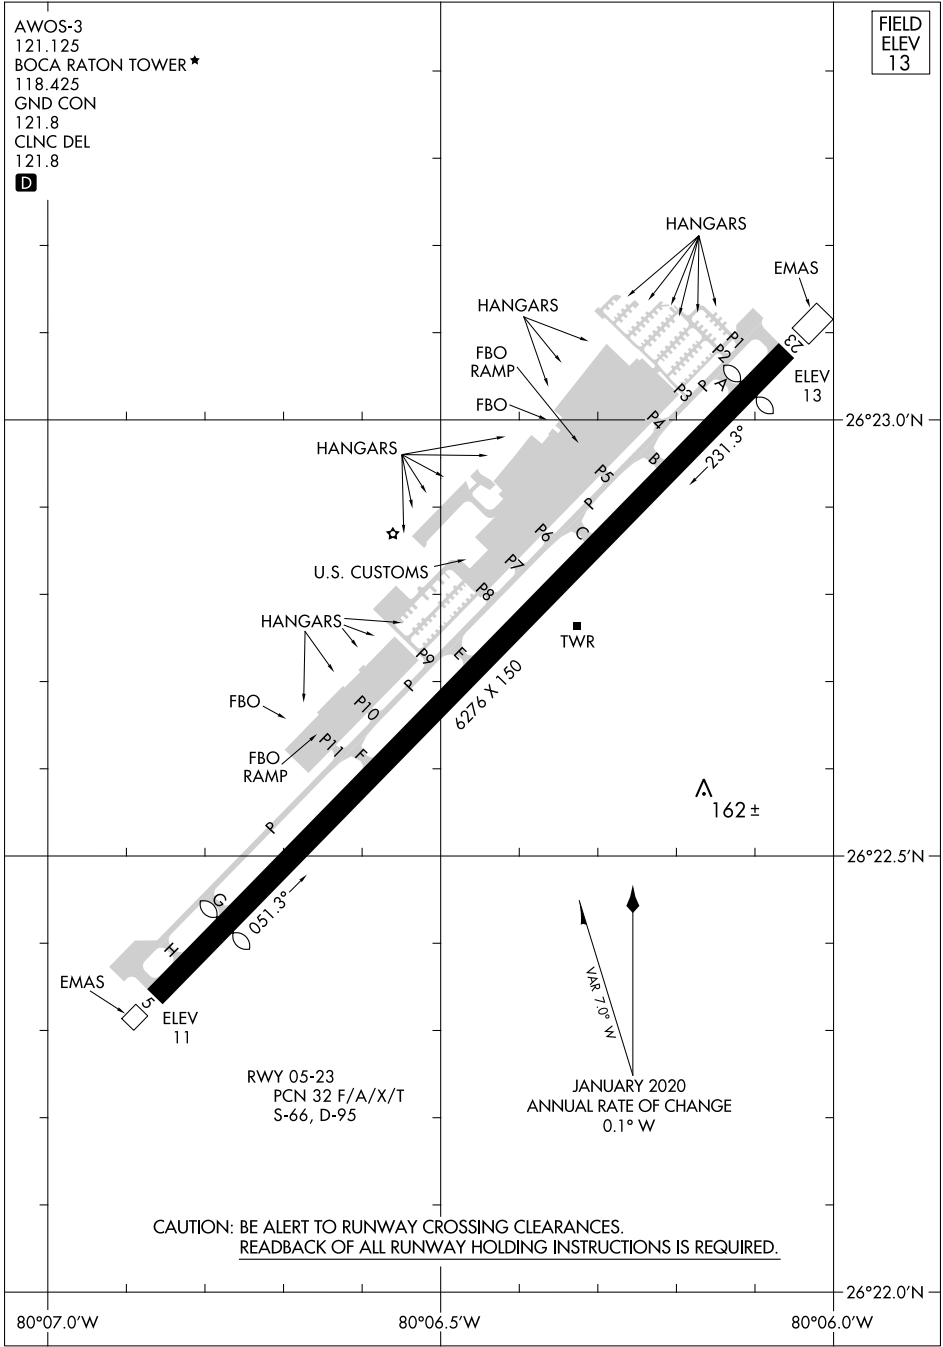 AWOS-3
121.125
BOCA RATON TOWER★
118.425
GND CON
121.8
CLNC DEL
121.8
D
FIELD
ELEV
13
HANGARS
EMAS
HANGARS
23
P1
P2
FBO
RAMP
ELEV
13
A
P
P3
FBO
P4
26°23.0'N
HANGARS
231.3°
B
P5
P
P6
C
U.S. CUSTOMS
P7
P8
HANGARS
TWR
E
P9
P
6276 X 150
FBO
P10
P11
F
FBO
RAMP
162 ±
P
26°22.5'N
G
051.3°
H
EMAS
5
ELEV
11
VAR 7.0° W
RWY 05-23
PCN 32 F/A/X/T
S-66, D-95
JANUARY 2020
ANNUAL RATE OF CHANGE
0.1° W
CAUTION: BE ALERT TO RUNWAY CROSSING CLEARANCES.
READBACK OF ALL RUNWAY HOLDING INSTRUCTIONS IS REQUIRED.
26°22.0'N
80°07.0'W
80°06.5'W
80°06.0'W